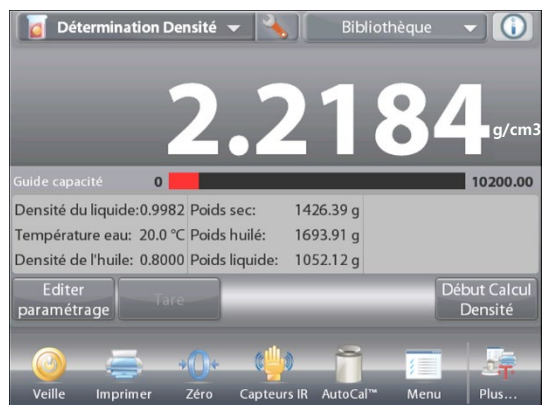 Détermination Densité
Bibliothèque
2.2184 g/cm3
Guide capacité 0 10200.00
Densité du liquide:0.9982 Poids sec: 1426.39 g
Température eau: 20.0 °C Poids huilé: 1693.91 g
Densité de l'huile: 0.8000 Poids liquide: 1052.12 g
Editer
paramétrage
Tare
Début Calcul
Densité
Veille Imprimer Zéro Capteurs IR AutoCal™ Menu Plus...